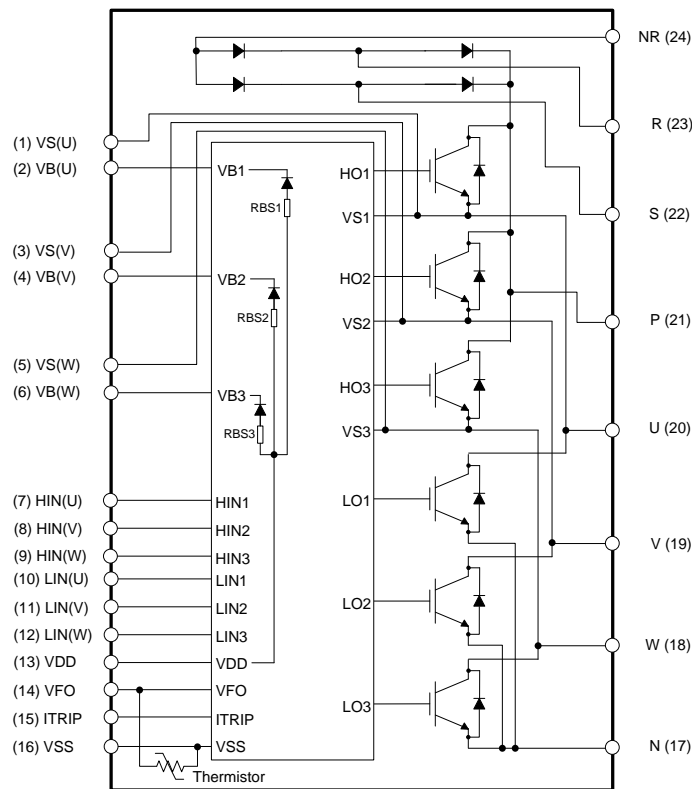 NR (24)
R (23)
(1) VS(U)
(2) VB(U)
VB1
HO1
RBS1
VS1
S (22)
(3) VS(V)
(4) VB(V)
VB2
HO2
RBS2
VS2
P (21)
(5) VS(W)
(6) VB(W)
VB3
HO3
RBS3
VS3
U (20)
(7) HIN(U)
HIN1
LO1
(8) HIN(V)
HIN2
V (19)
(9) HIN(W)
HIN3
(10) LIN(U)
LIN1
(11) LIN(V)
LIN2
LO2
(12) LIN(W)
LIN3
W (18)
(13) VDD
VDD
(14) VFO
VFO
LO3
(15) ITRIP
ITRIP
(16) VSS
VSS
N (17)
Thermistor